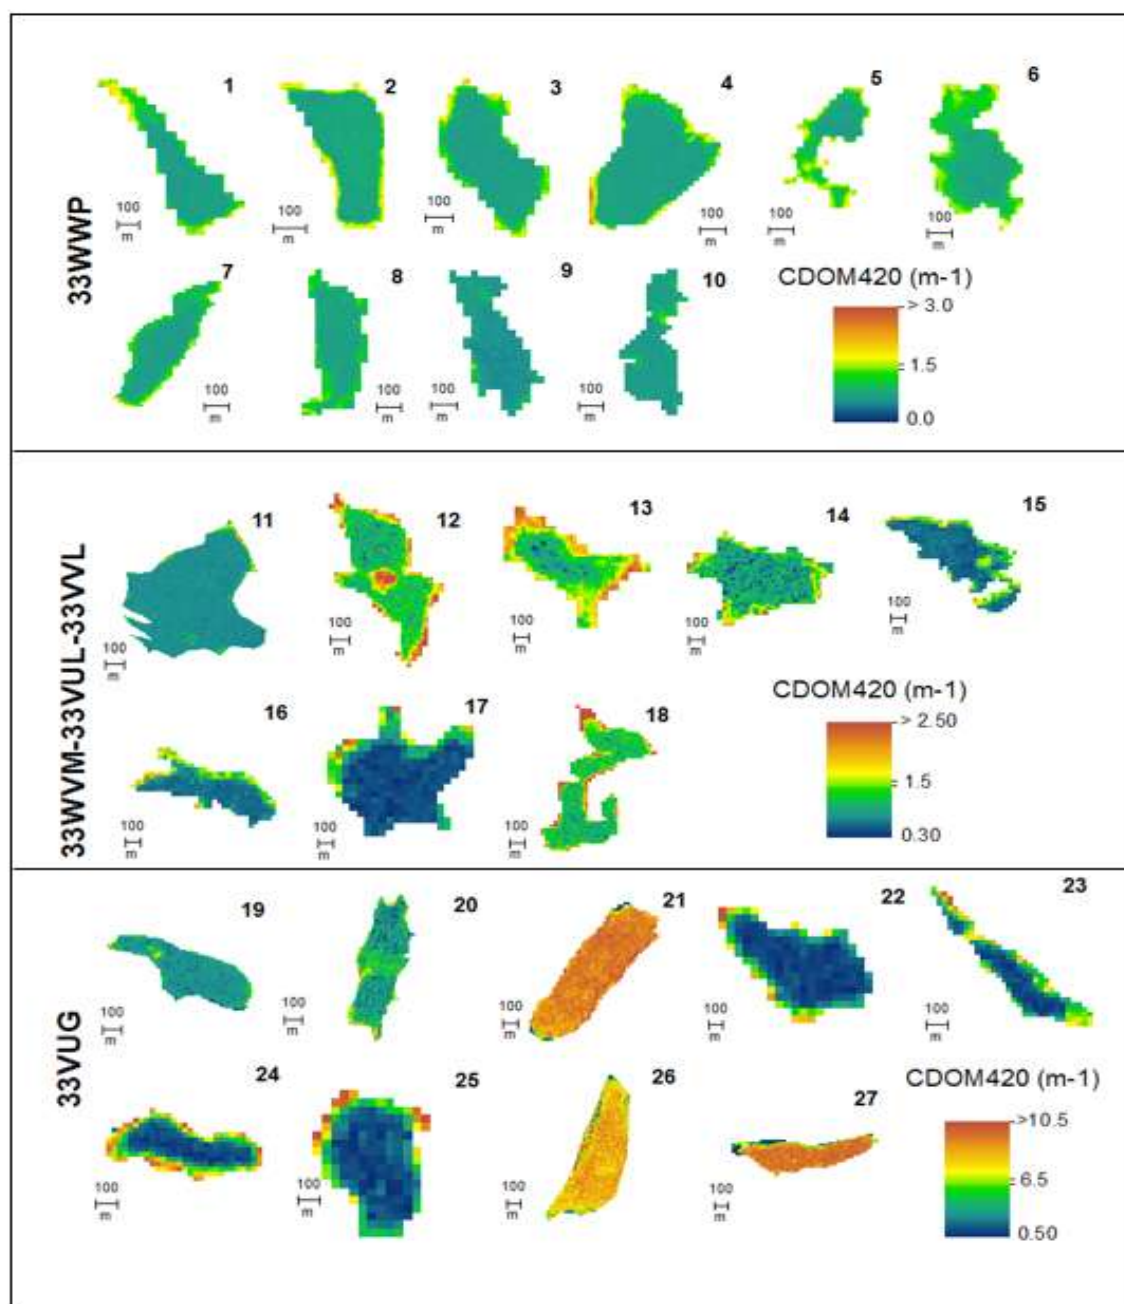 33WWP
1 2 3 4 5 6
100 m 100 m 100 m 100 m 100 m 100 m
7 8 9 10
100 m 100 m 100 m 100 m
CDOM420 (m-1)
> 3.0
1.5
0.0
33WVM-33VUL-33VVL
11 12 13 14 15
100 m 100 m 100 m 100 m 100 m
16 17 18
100 m 100 m 100 m
CDOM420 (m-1)
> 2.50
1.5
0.30
33VUG
19 20 21 22 23
100 m 100 m 100 m 100 m 100 m
24 25 26 27
100 m 100 m 100 m 100 m
CDOM420 (m-1)
>10.5
6.5
0.50